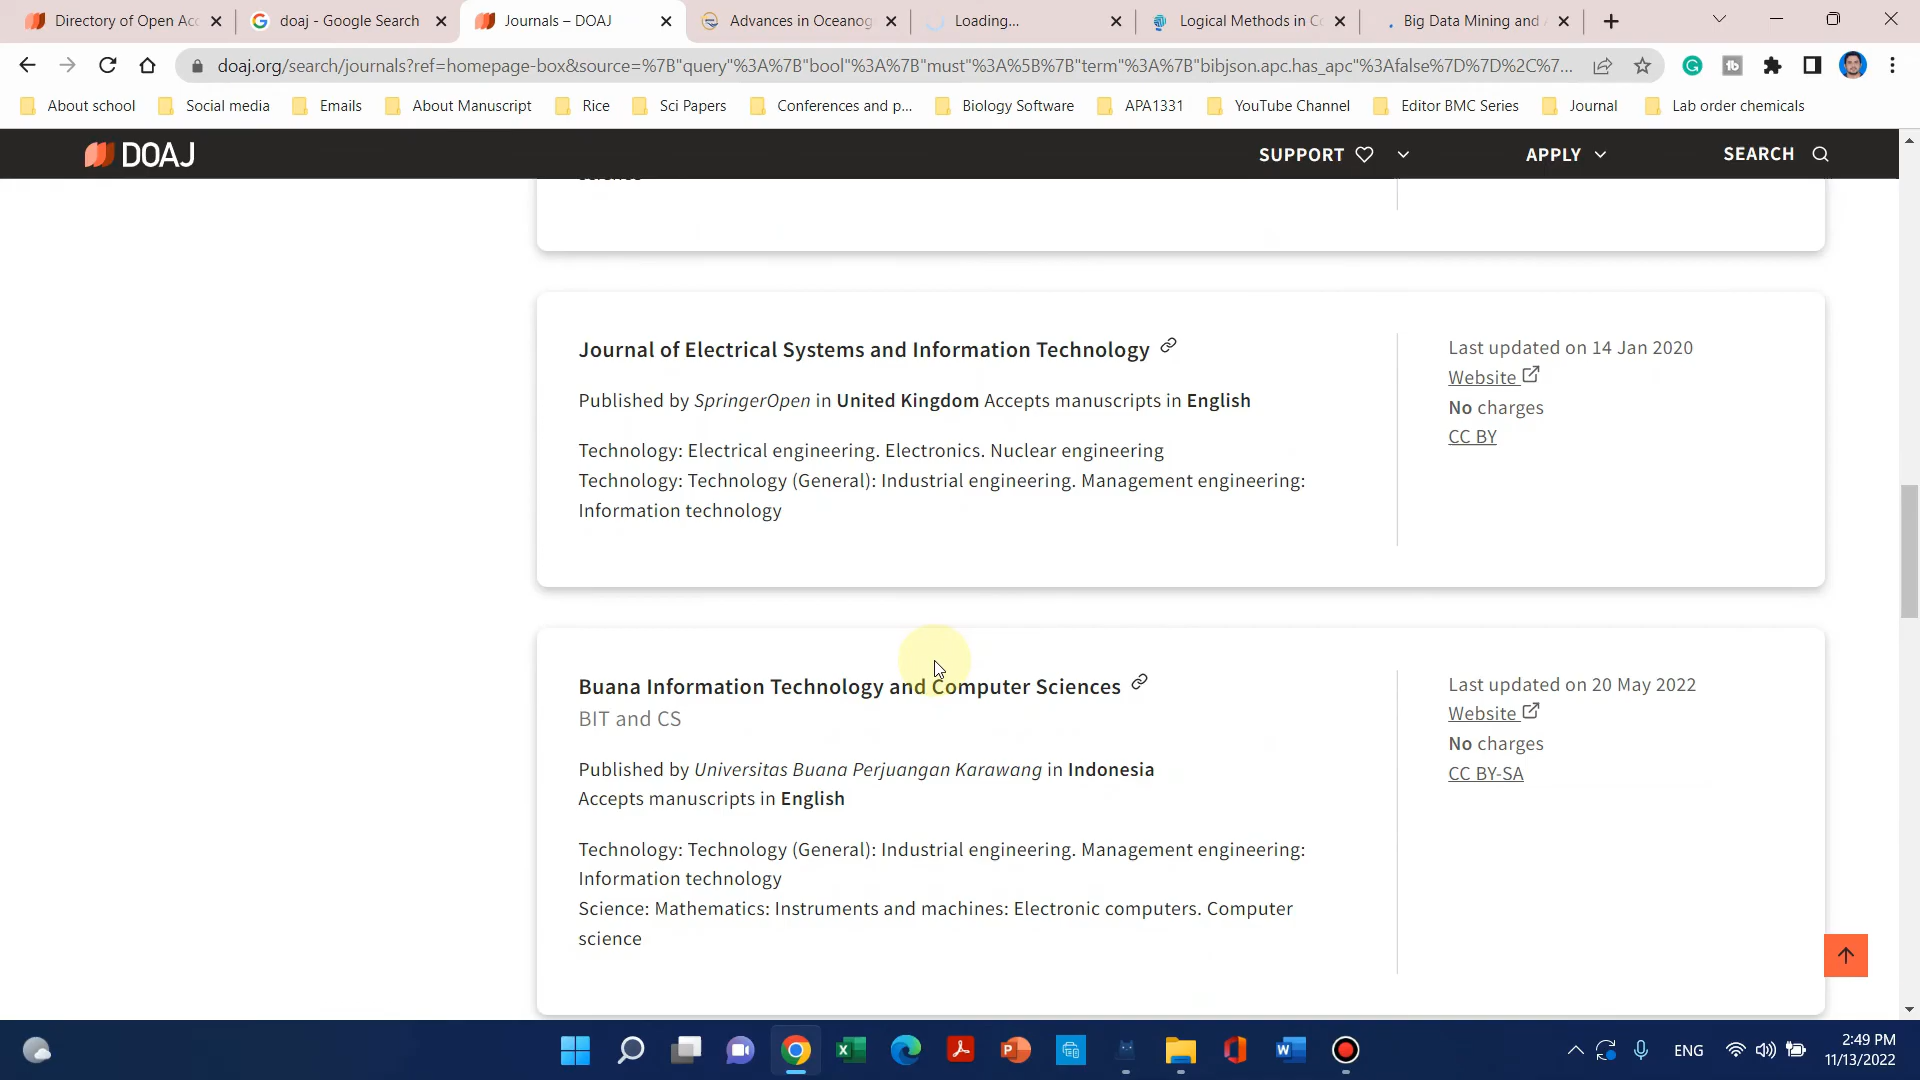 Directory of Open Acc
doaj - Google Search
Journals – DOAJ
Advances in Oceanog
Loading...
Logical Methods in Co
Big Data Mining and A
doaj.org/search/journals?ref=homepage-box&source=%7B"query"%3A%7B"bool"%3A%7B"must"%3A%5B%7B"term"%3A%7B"bibjson.apc.has_apc"%3Afalse%7D%7D%2C%7...
About school
Social media
Emails
About Manuscript
Rice
Sci Papers
Conferences and p...
Biology Software
APA1331
YouTube Channel
Editor BMC Series
Journal
Lab order chemicals
DOAJ
SUPPORT
APPLY
SEARCH
science
Journal of Electrical Systems and Information Technology
Published by SpringerOpen in United Kingdom Accepts manuscripts in English
Technology: Electrical engineering. Electronics. Nuclear engineering
Technology: Technology (General): Industrial engineering. Management engineering:
Information technology
Last updated on 14 Jan 2020
Website
No charges
CC BY
Buana Information Technology and Computer Sciences
BIT and CS
Published by Universitas Buana Perjuangan Karawang in Indonesia
Accepts manuscripts in English
Technology: Technology (General): Industrial engineering. Management engineering:
Information technology
Science: Mathematics: Instruments and machines: Electronic computers. Computer
science
Last updated on 20 May 2022
Website
No charges
CC BY-SA
ENG
2:49 PM
11/13/2022